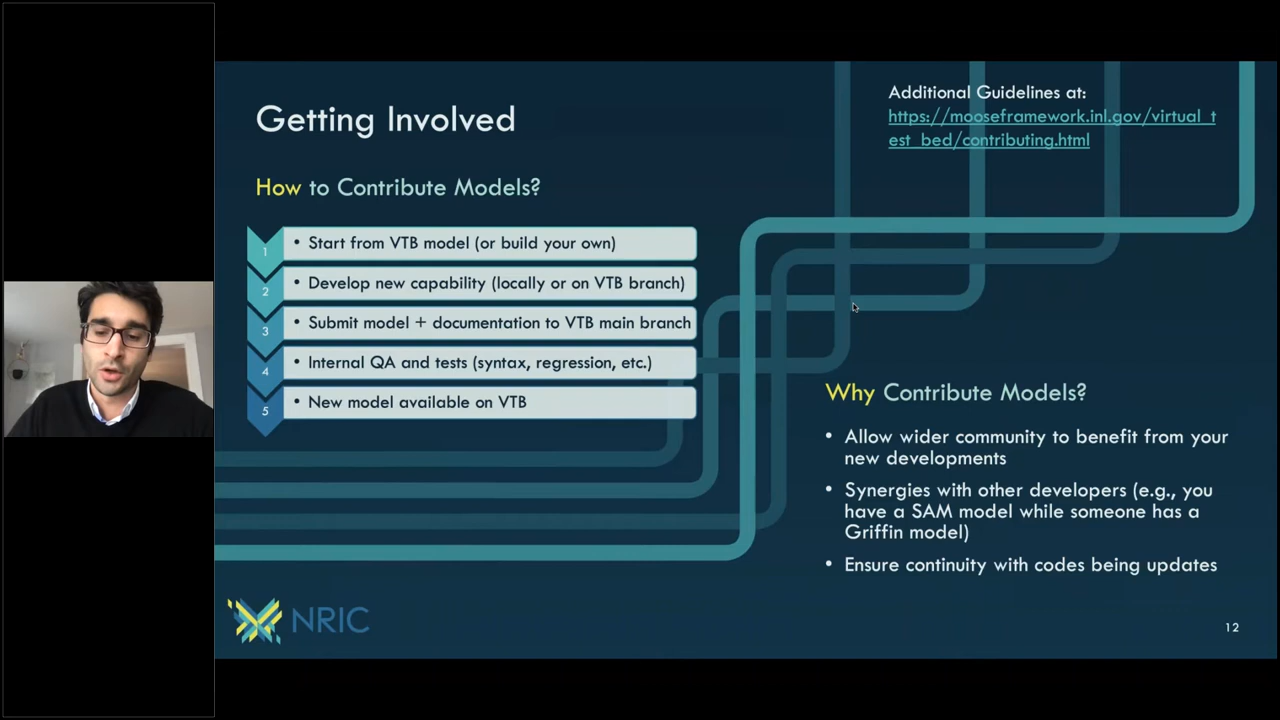 Getting Involved
Additional Guidelines at:
https://mooseframework.inl.gov/virtual_t
est_bed/contributing.html
How to Contribute Models?
1 • Start from VTB model (or build your own)
2 • Develop new capability (locally or on VTB branch)
3 • Submit model + documentation to VTB main branch
4 • Internal QA and tests (syntax, regression, etc.)
5 • New model available on VTB
Why Contribute Models?
• Allow wider community to benefit from your
new developments
• Synergies with other developers (e.g., you
have a SAM model while someone has a
Griffin model)
• Ensure continuity with codes being updates
NRIC
12